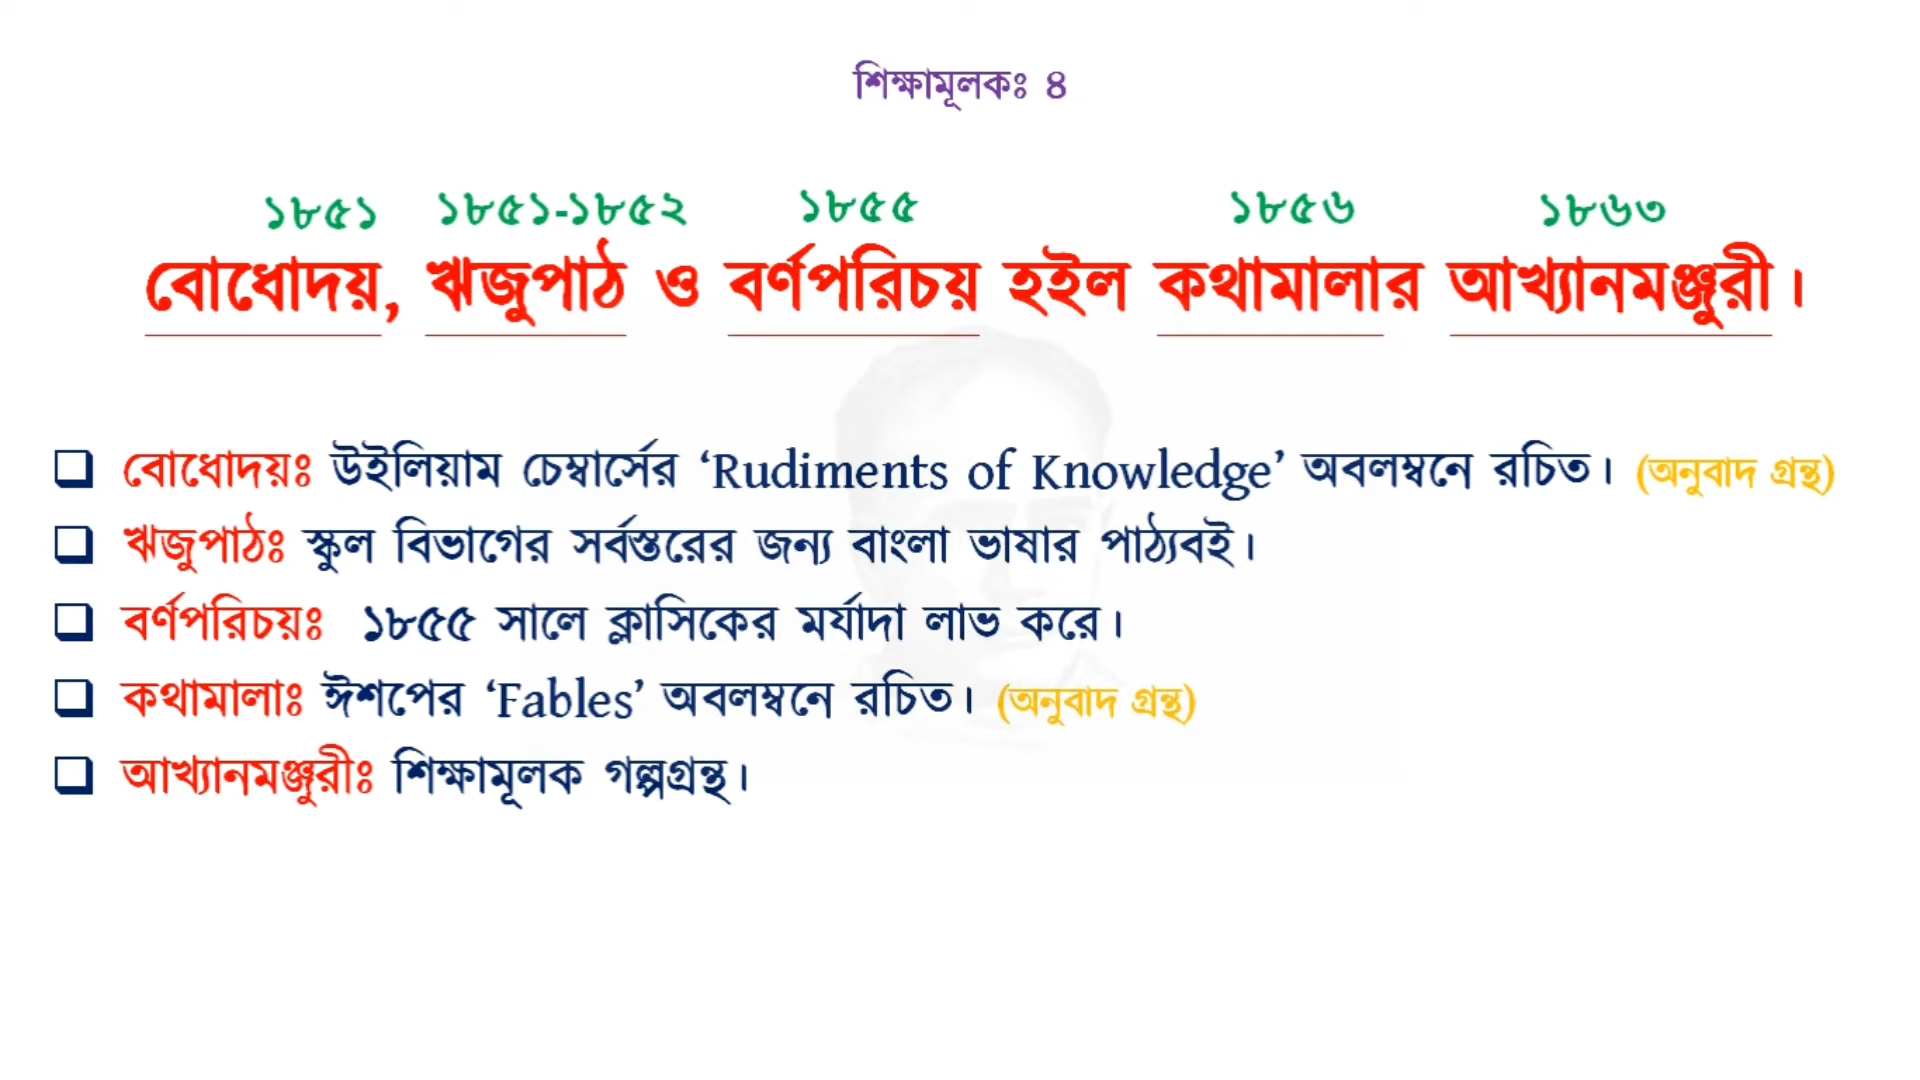 শিক্ষামূলকঃ ৪
১৮৫১ ১৮৫১-১৮৫২ ১৮৫৫ ১৮৫৬ ১৮৬৩
বোধোদয়, ঋজুপাঠ ও বর্ণপরিচয় হইল কথামালার আখ্যানমঞ্জুরী।
বোধোদয়ঃ উইলিয়াম চেম্বার্সের ‘Rudiments of Knowledge’ অবলম্বনে রচিত। (অনুবাদ গ্রন্থ)
ঋজুপাঠঃ স্কুল বিভাগের সর্বস্তরের জন্য বাংলা ভাষার পাঠ্যবই।
বর্ণপরিচয়ঃ ১৮৫৫ সালে ক্লাসিকের মর্যাদা লাভ করে।
কথামালাঃ ঈশপের ‘Fables’ অবলম্বনে রচিত। (অনুবাদ গ্রন্থ)
আখ্যানমঞ্জুরীঃ শিক্ষামূলক গল্পগ্রন্থ।